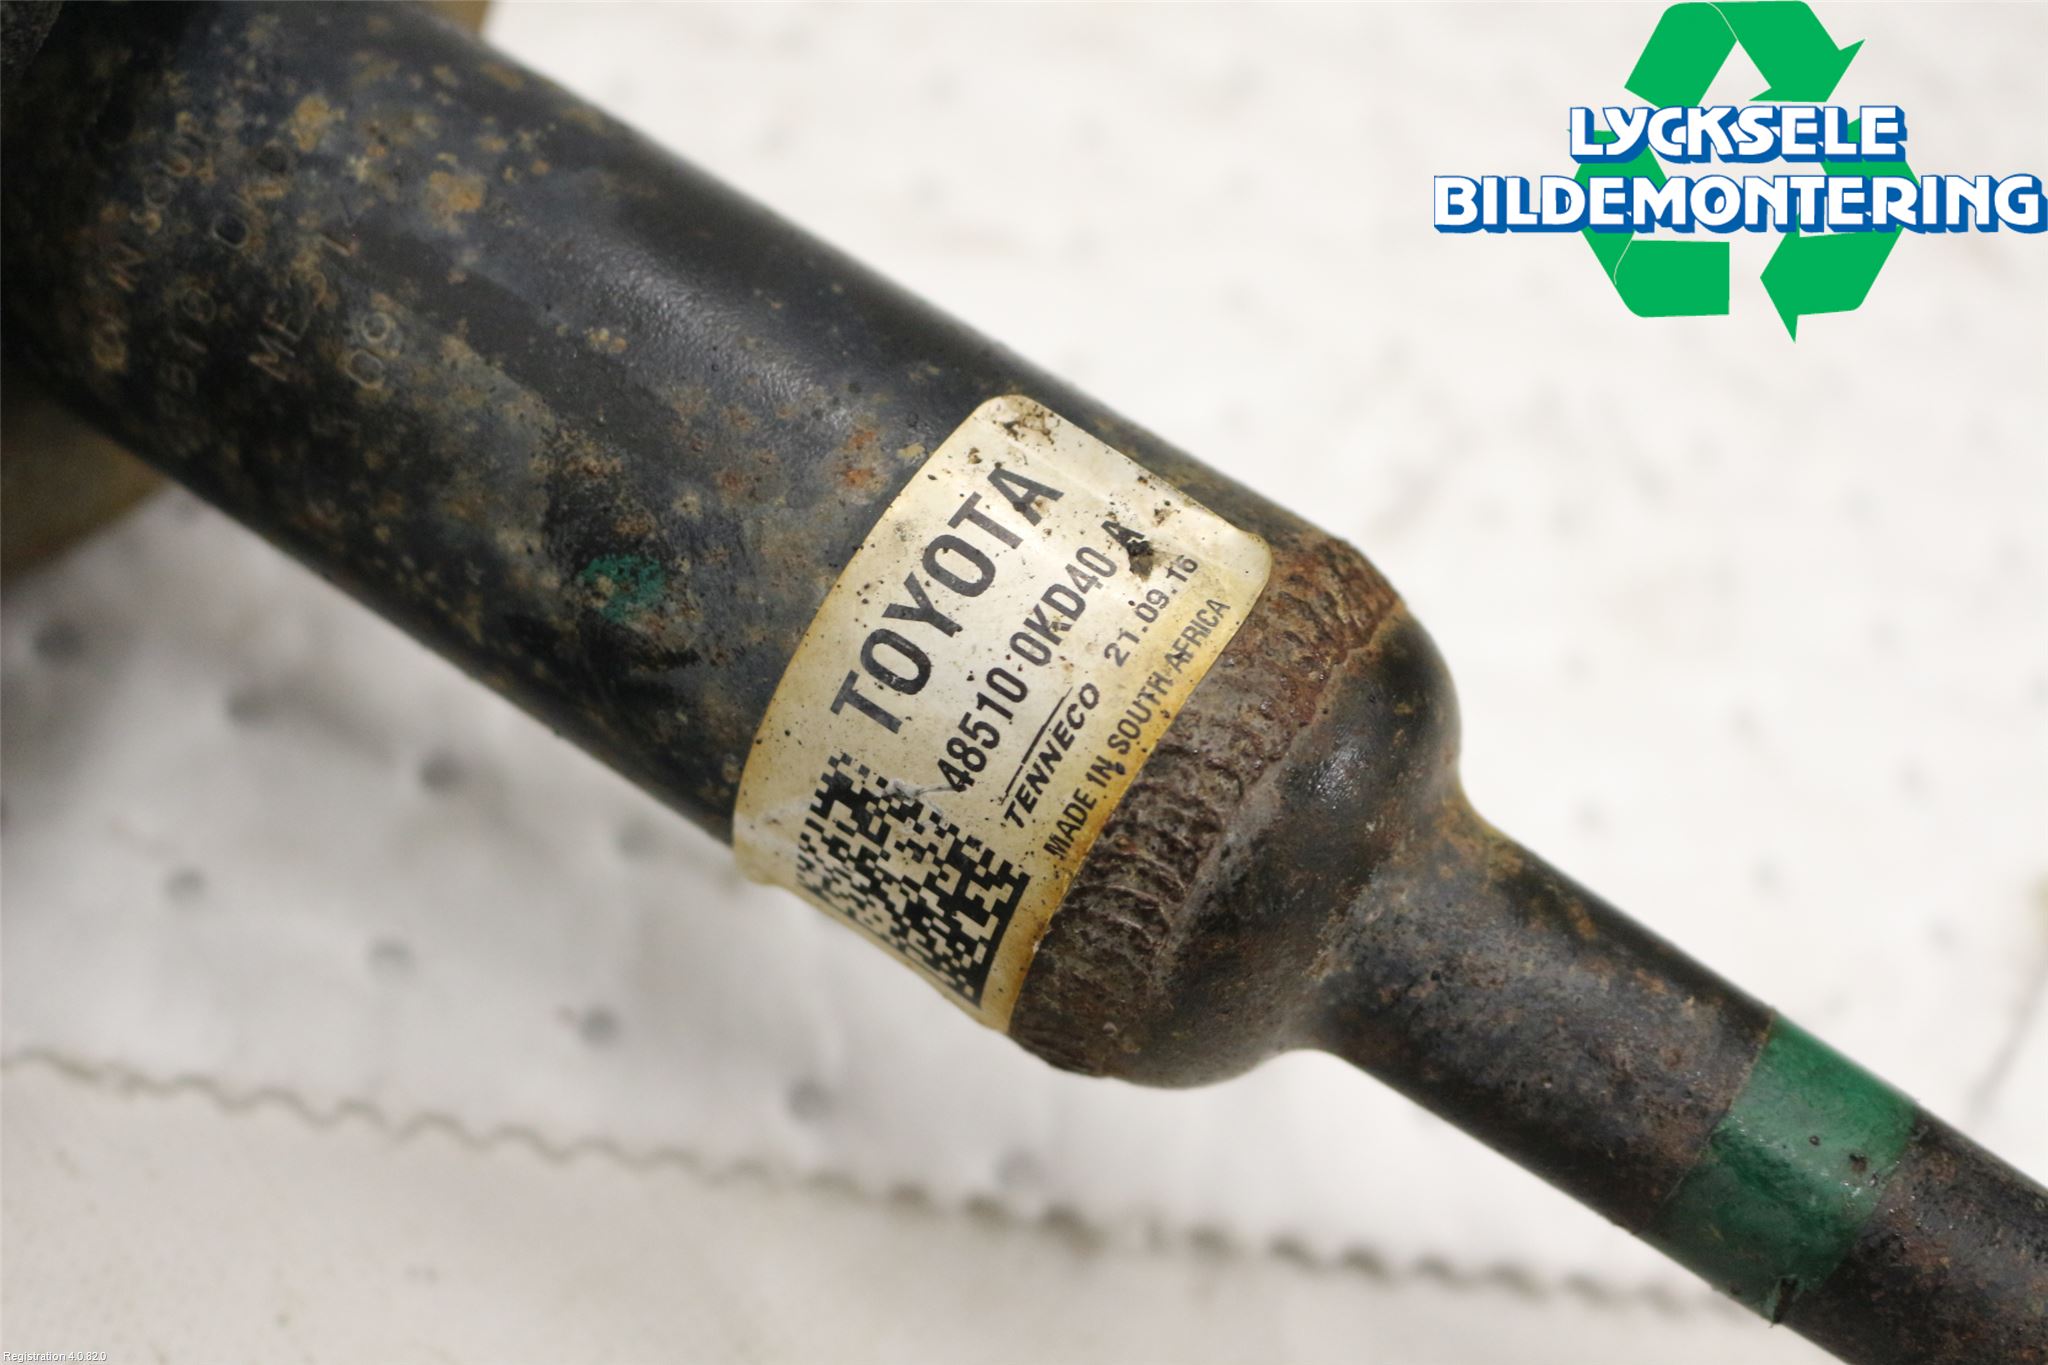 LYCKSELE
BILDEMONTERING
TOYOTA
48510 0KD40 A
TENNECO 21.09.16
MADE IN SOUTH AFRICA
Registration 4.0.82.0